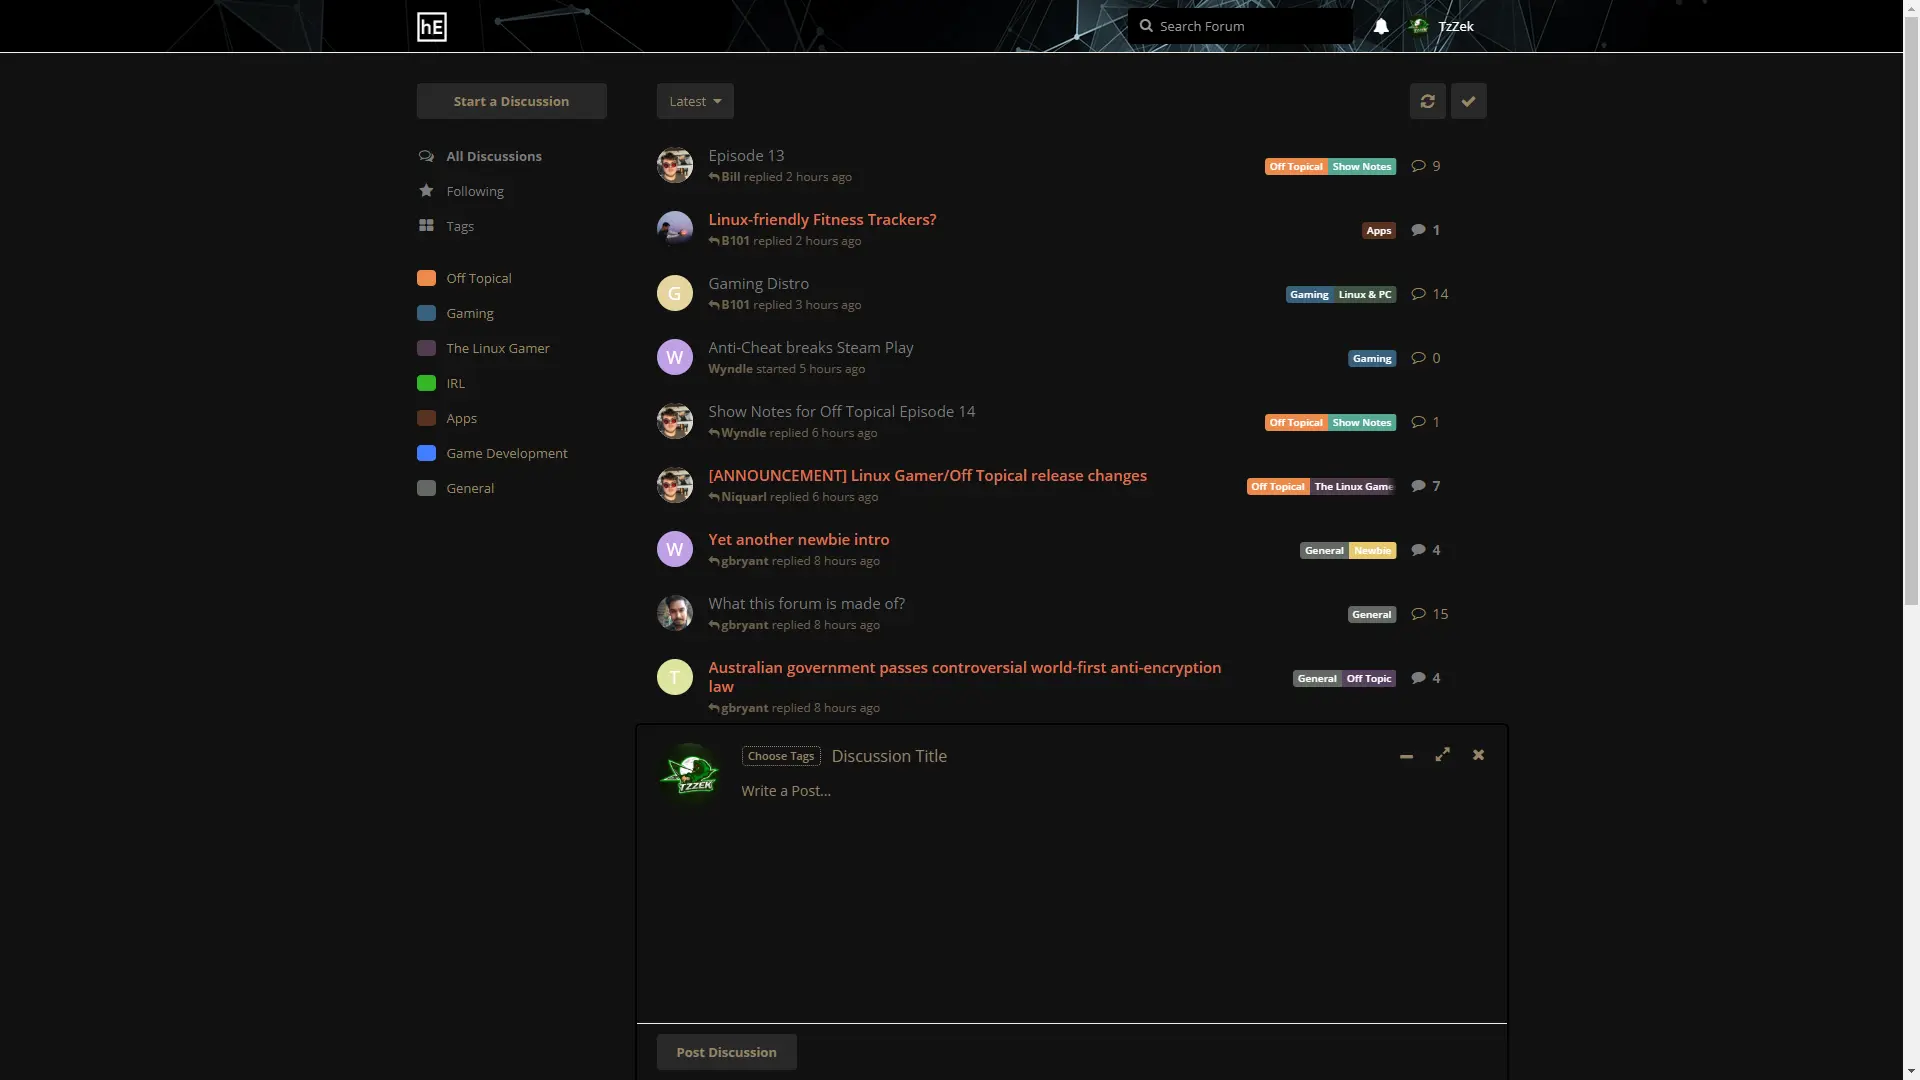 hE
Search Forum
TzZek
Start a Discussion
Latest
All Discussions
Following
Tags
Off Topical
Gaming
The Linux Gamer
IRL
Apps
Game Development
General
Episode 13
Bill replied 2 hours ago
Off Topical Show Notes 9
Linux-friendly Fitness Trackers?
B101 replied 2 hours ago
Apps 1
G
Gaming Distro
B101 replied 3 hours ago
Gaming Linux & PC 14
W
Anti-Cheat breaks Steam Play
Wyndle started 5 hours ago
Gaming 0
Show Notes for Off Topical Episode 14
Wyndle replied 6 hours ago
Off Topical Show Notes 1
[ANNOUNCEMENT] Linux Gamer/Off Topical release changes
Niquarl replied 6 hours ago
Off Topical The Linux Game 7
W
Yet another newbie intro
gbryant replied 8 hours ago
General Newbie 4
What this forum is made of?
gbryant replied 8 hours ago
General 15
T
Australian government passes controversial world-first anti-encryption
law
gbryant replied 8 hours ago
General Off Topic 4
TZZEK
Choose Tags Discussion Title
Write a Post...
Post Discussion